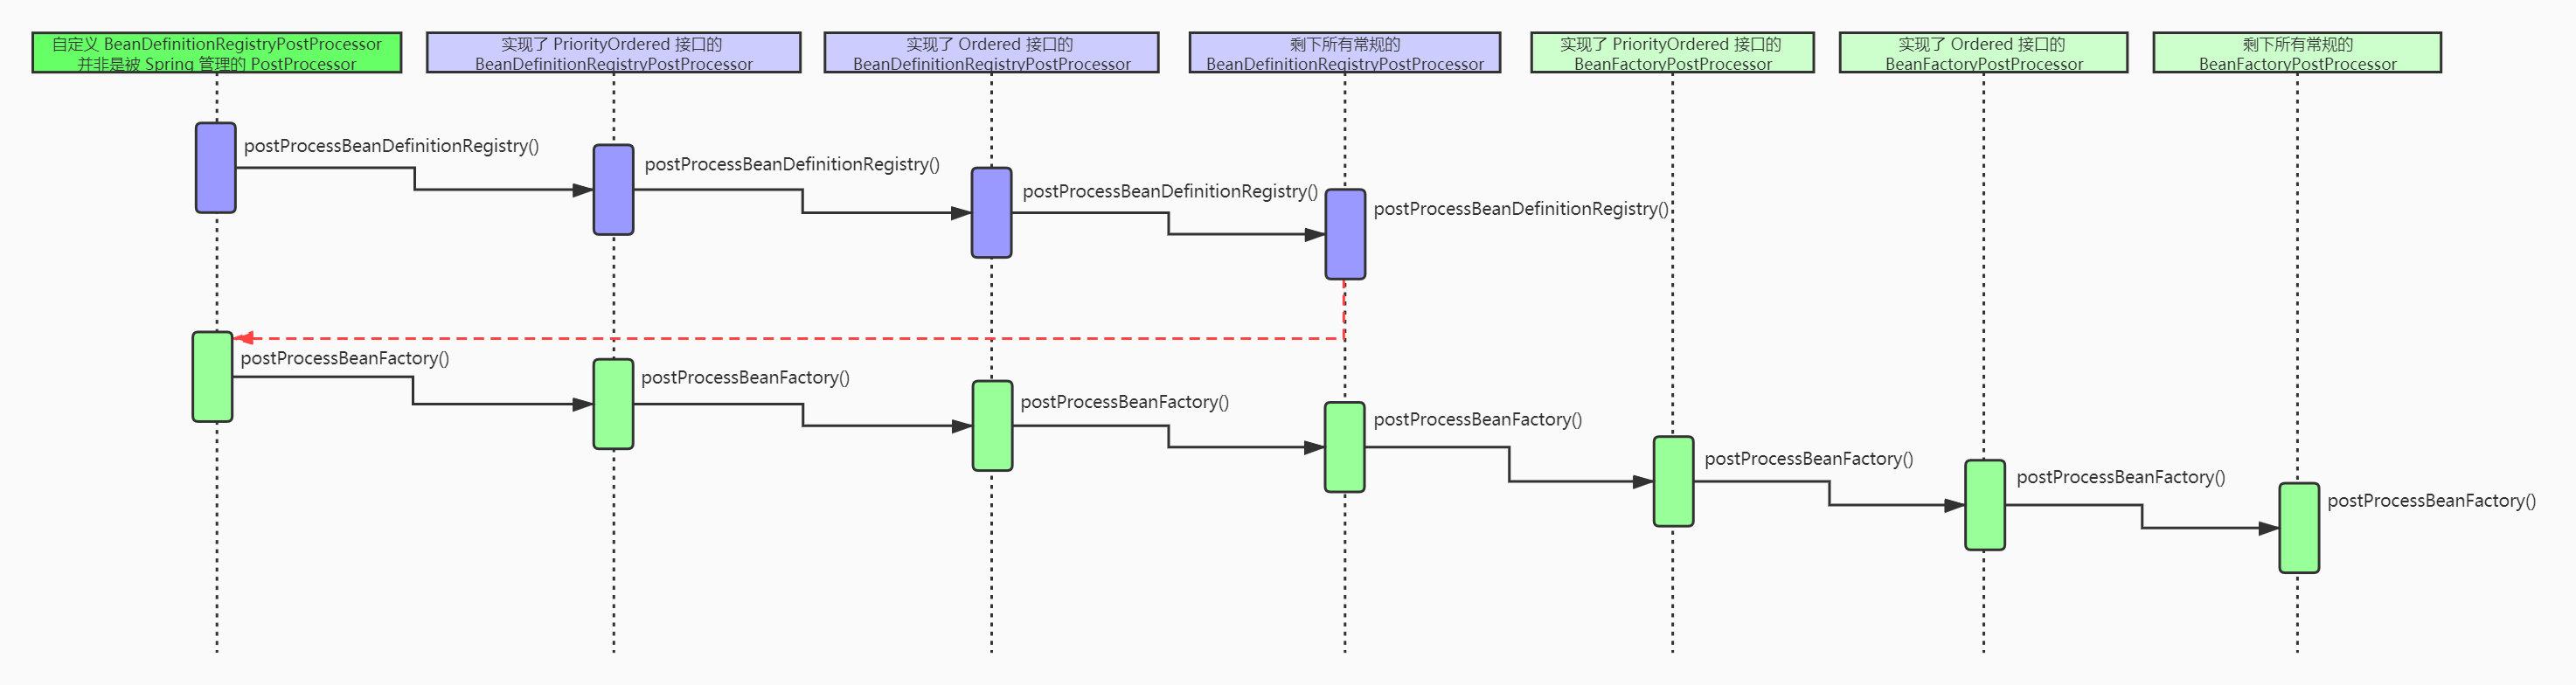 自定义 BeanDefinitionRegistryPostProcessor
并非是被 Spring 管理的 PostProcessor
实现了 PriorityOrdered 接口的
BeanDefinitionRegistryPostProcessor
实现了 Ordered 接口的
BeanDefinitionRegistryPostProcessor
剩下所有常规的
BeanDefinitionRegistryPostProcessor
实现了 PriorityOrdered 接口的
BeanFactoryPostProcessor
实现了 Ordered 接口的
BeanFactoryPostProcessor
剩下所有常规的
BeanFactoryPostProcessor
postProcessBeanDefinitionRegistry()
postProcessBeanDefinitionRegistry()
postProcessBeanDefinitionRegistry()
postProcessBeanDefinitionRegistry()
postProcessBeanFactory()
postProcessBeanFactory()
postProcessBeanFactory()
postProcessBeanFactory()
postProcessBeanFactory()
postProcessBeanFactory()
postProcessBeanFactory()